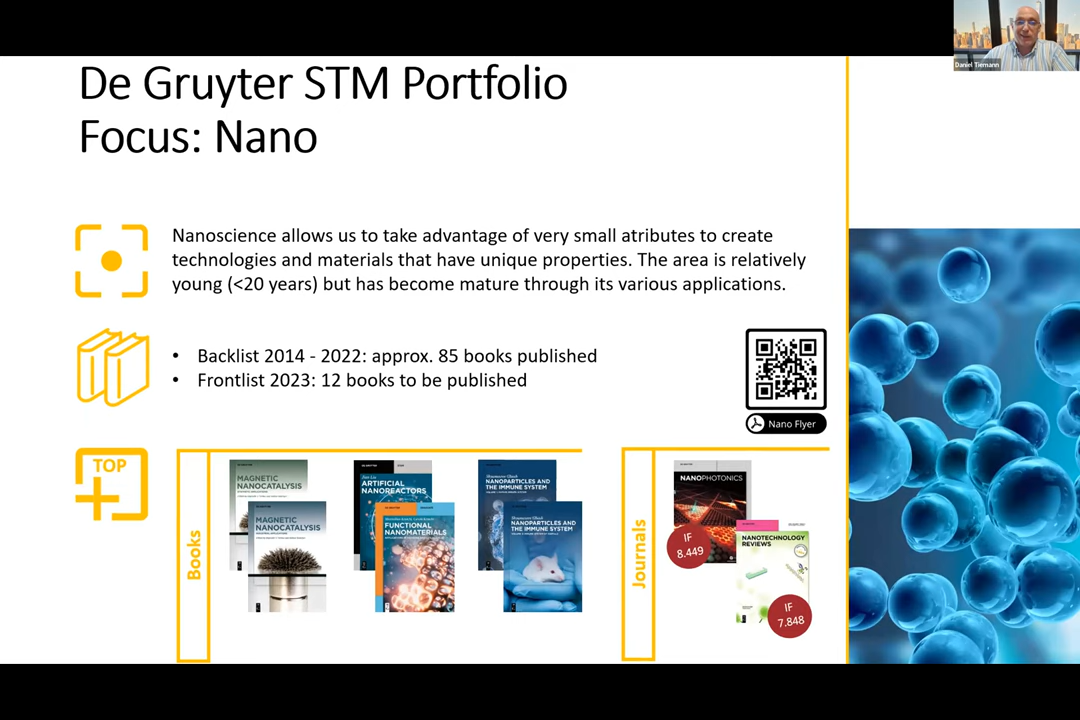 Daniel Tiemann
De Gruyter STM Portfolio
Focus: Nano
Nanoscience allows us to take advantage of very small atributes to create
technologies and materials that have unique properties. The area is relatively
young (<20 years) but has become mature through its various applications.
• Backlist 2014 - 2022: approx. 85 books published
• Frontlist 2023: 12 books to be published
Nano Flyer
TOP
Books
MAGNETIC
NANOCATALYSIS
MAGNETIC
NANOCATALYSIS
ARTIFICIAL
NANOREACTORS
FUNCTIONAL
NANOMATERIALS
NANOPARTICLES AND
THE IMMUNE SYSTEM
NANOPARTICLES AND
THE IMMUNE SYSTEM
Journals
NANOPHOTONICS
IF
8.449
NANOTECHNOLOGY
REVIEWS
IF
7.848